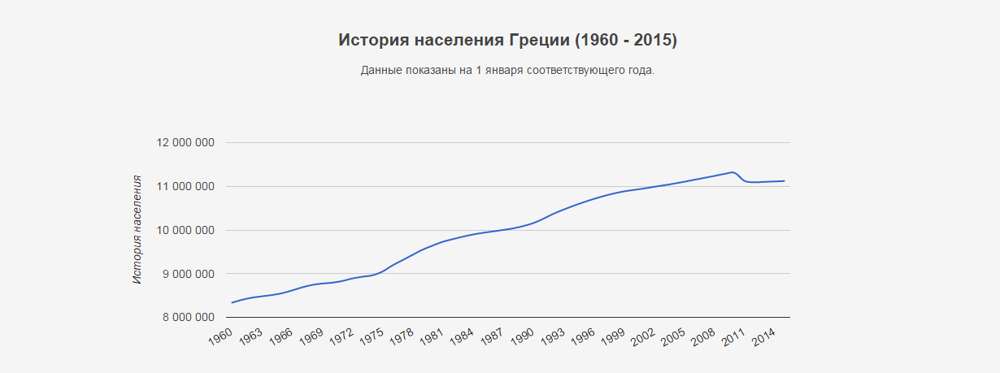 История населения Греции (1960 - 2015)
Данные показаны на 1 января соответствующего года.
12 000 000
11 000 000
10 000 000
9 000 000
8 000 000
История населения
1960 1963 1966 1969 1972 1975 1978 1981 1984 1987 1990 1993 1996 1999 2002 2005 2008 2011 2014